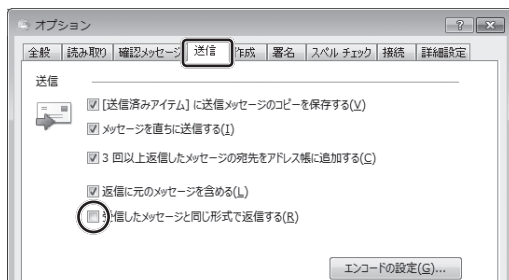 オプション
全般 読み取り 確認メッセージ 送信 作成 署名 スペル チェック 接続 詳細設定
送信
[送信済みアイテム] に送信メッセージのコピーを保存する(V)
メッセージを直ちに送信する(I)
3 回以上返信したメッセージの宛先をアドレス帳に追加する(C)
返信に元のメッセージを含める(L)
受信したメッセージと同じ形式で返信する(R)
エンコードの設定(G)...